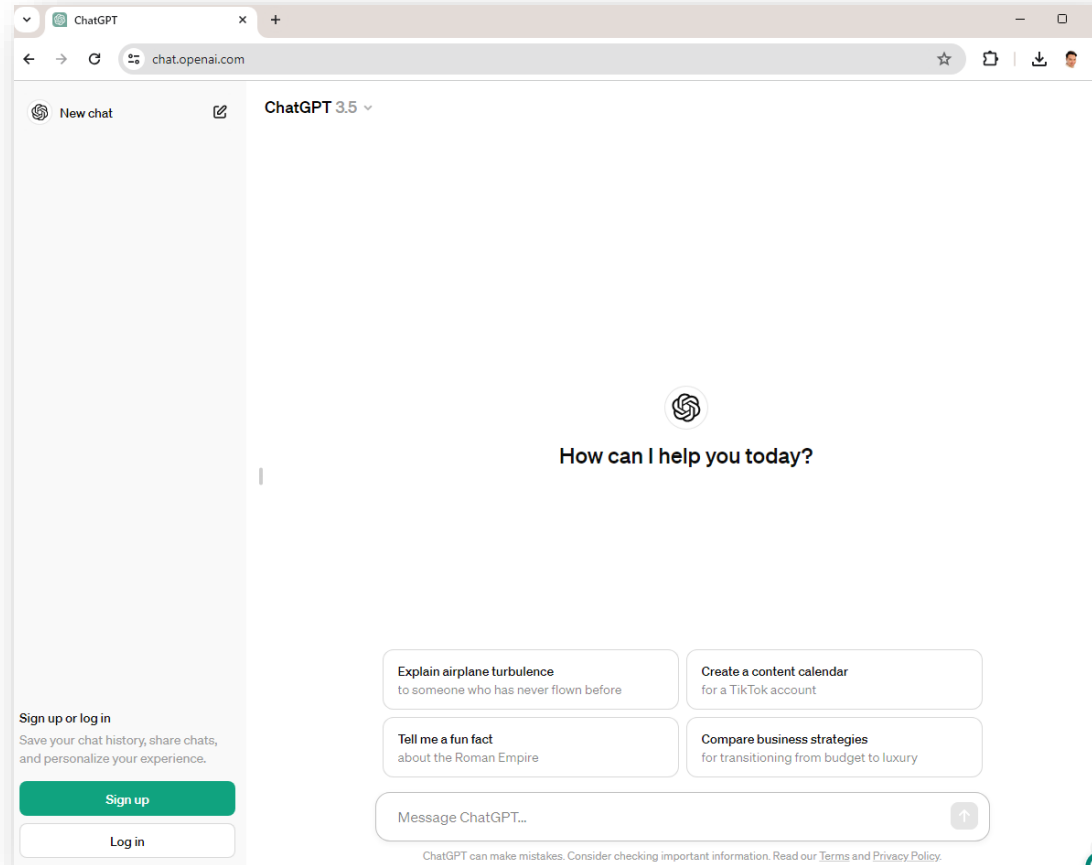 ChatGPT
chat.openai.com
New chat
ChatGPT 3.5
How can I help you today?
Explain airplane turbulence
to someone who has never flown before
Create a content calendar
for a TikTok account
Tell me a fun fact
about the Roman Empire
Compare business strategies
for transitioning from budget to luxury
Sign up or log in
Save your chat history, share chats,
and personalize your experience.
Sign up
Log in
Message ChatGPT...
ChatGPT can make mistakes. Consider checking important information. Read our Terms and Privacy Policy.